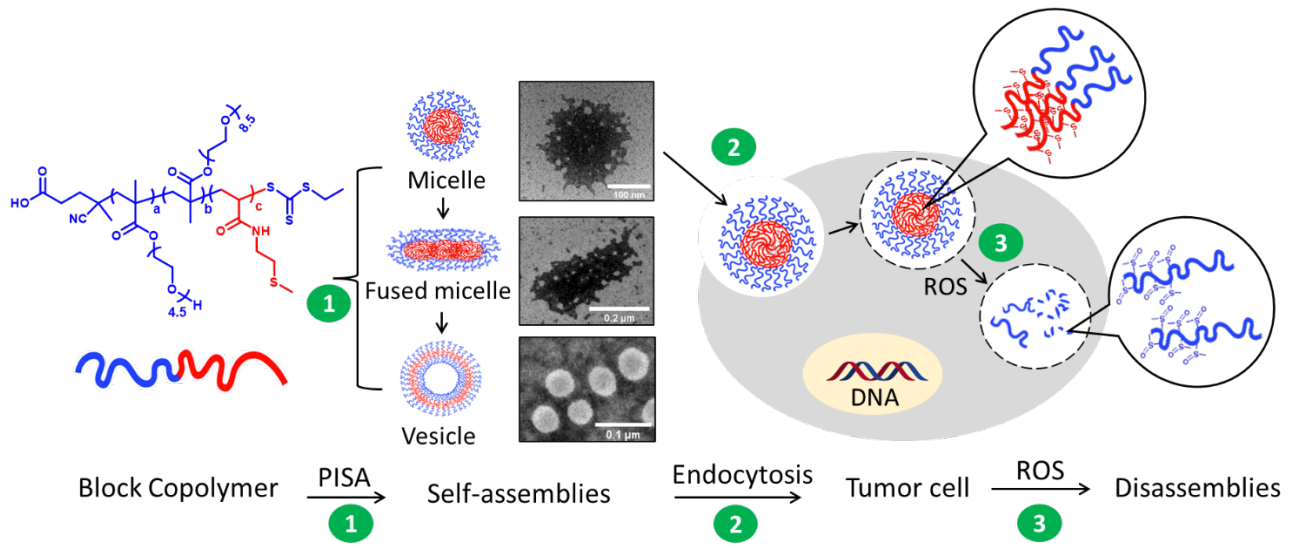 8.5
O
O
O
S
S
HO
NC
a
b
c
S
O
O
O
NH
O
S
O
H
4.5
1
Micelle
100 nm
Fused micelle
0.2 µm
Vesicle
0.1 µm
2
3
ROS
DNA
Block Copolymer
PISA
1
Self-assemblies
Endocytosis
2
Tumor cell
ROS
3
Disassemblies